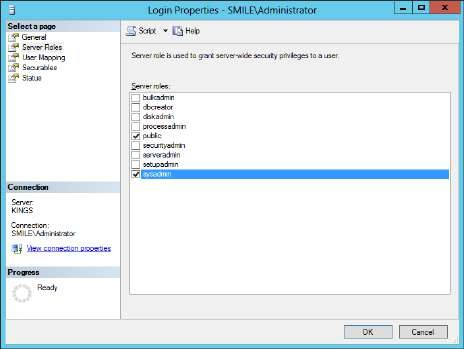 Login Properties - SMILE\Administrator
Select a page
General
Server Roles
User Mapping
Securables
Status
Script
Help
Server role is used to grant server-wide security privileges to a user.
Server roles:
bulkadmin
dbcreator
diskadmin
processadmin
public
securityadmin
serveradmin
setupadmin
sysadmin
Connection
Server:
KINGS
Connection:
SMILE\Administrator
View connection properties
Progress
Ready
OK
Cancel